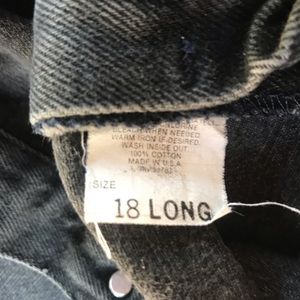 BLEACH WHEN NEEDED.
WARM IRON IF DESIRED.
WASH INSIDE OUT.
100% COTTON
MADE IN U.S.A.
SIZE
18 LONG